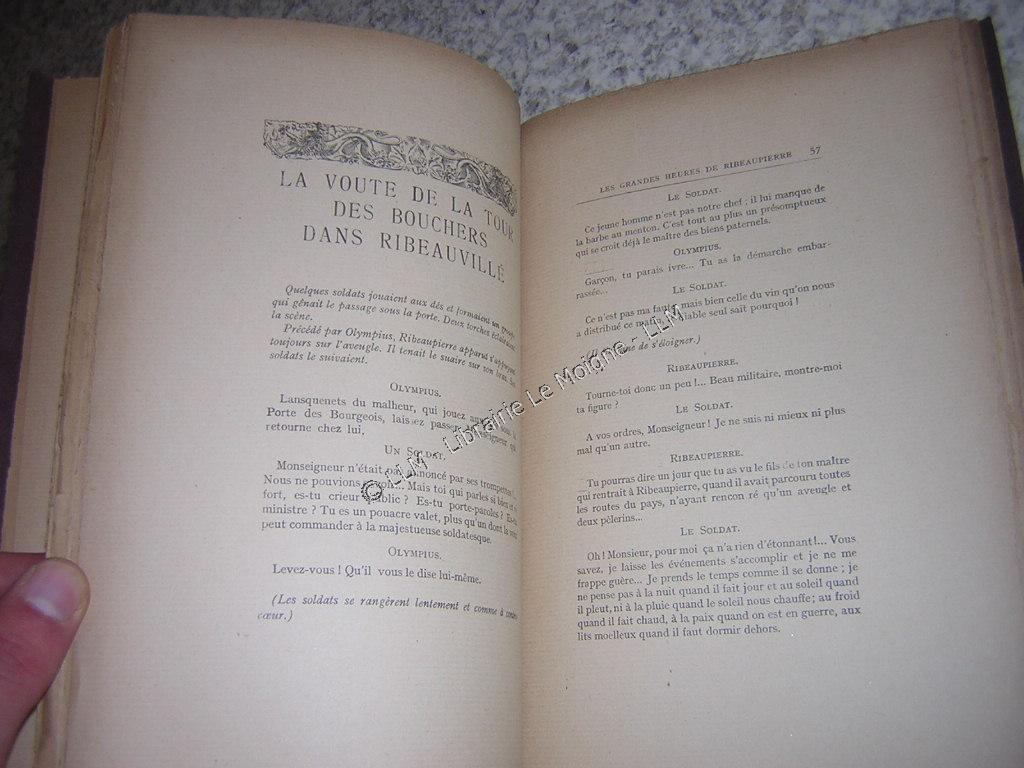 LA VOUTE DE LA TOUR
DES BOUCHERS
DANS RIBEAUVILLÉ
Quelques soldats jouaient aux dés et formaient un
qui gênait le passage sous la porte. Deux torches éclairaient
la scène.
Précédé par Olympius, Ribeaupierre apparut s'appuyant
toujours sur l'aveugle. Il tenait le suaire sur son bras.
soldats le suivaient.
OLYMPIUS.
Lansquenets du malheur, qui jouez
Porte des Bourgeois, laissez passer
retourne chez lui.
UN SOLDAT.
Monseigneur n'était pas annoncé par ses trompettes
Nous ne pouvions Mais toi qui parles si bien et si
fort, es-tu crieur public ? Es-tu porte-paroles ? Es-tu
ministre ? Tu es un pouacre valet, plus qu'un dont la voix
peut commander à la majestueuse soldatesque.
OLYMPIUS.
Levez-vous ! Qu'il vous le dise lui-même.
(Les soldats se rangèrent lentement et comme à contre
cœur.)
LES GRANDES HEURES DE RIBEAUPIERRE 57
LE SOLDAT.
Ce jeune homme n'est pas notre chef ; il lui manque de
la barbe au menton. C'est tout au plus un présomptueux
qui se croit déjà le maître des biens paternels.
OLYMPIUS.
Garçon, tu parais ivre... Tu as la démarche embar-
rassée..
LE SOLDAT.
Ce n'est pas ma faute mais bien celle du vin qu'on nous
a distribué ce matin. diable seul sait pourquoi !
de s'éloigner.)
RIBEAUPIERRE.
Tourne-toi donc un peu !... Beau militaire, montre-moi
ta figure ?
LE SOLDAT.
A vos ordres, Monseigneur ! Je ne suis ni mieux ni plus
mal qu'un autre.
RIBEAUPIERRE.
Tu pourras dire un jour que tu as vu le fils de ton maître
qui rentrait à Ribeaupierre, quand il avait parcouru toutes
les routes du pays, n'ayant rencon ré qu'un aveugle et
deux pèlerins...
LE SOLDAT.
Oh ! Monsieur, pour moi ça n'a rien d'étonnant !... Vous
savez, je laisse les événements s'accomplir et je ne me
frappe guère... Je prends le temps comme il se donne ; je
ne pense pas à la nuit quand il fait jour et au soleil quand
il pleut, ni à la pluie quand le soleil nous chauffe ; au froid
quand il fait chaud, à la paix quand on est en guerre, aux
lits moelleux quand il faut dormir dehors.
© LLM - Librairie Le Moigne - LLM